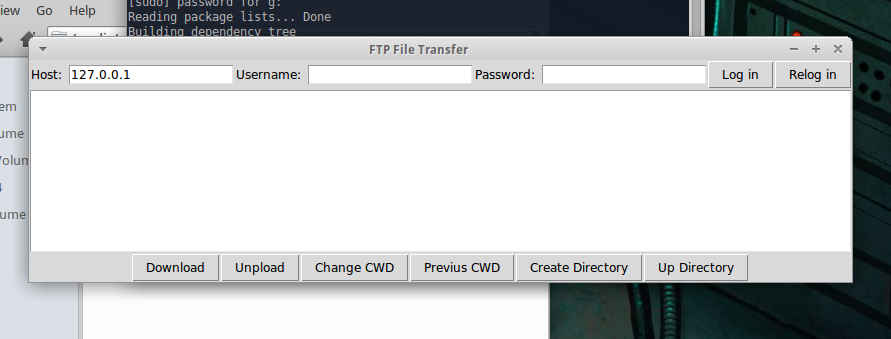 [sudo] password for g:
Reading package lists... Done
Building dependency tree
iew Go Help
FTP File Transfer
Host: 127.0.0.1 Username: Password: Log in Relog in
em
ume
Volum
4
ume
Download Unpload Change CWD Previus CWD Create Directory Up Directory